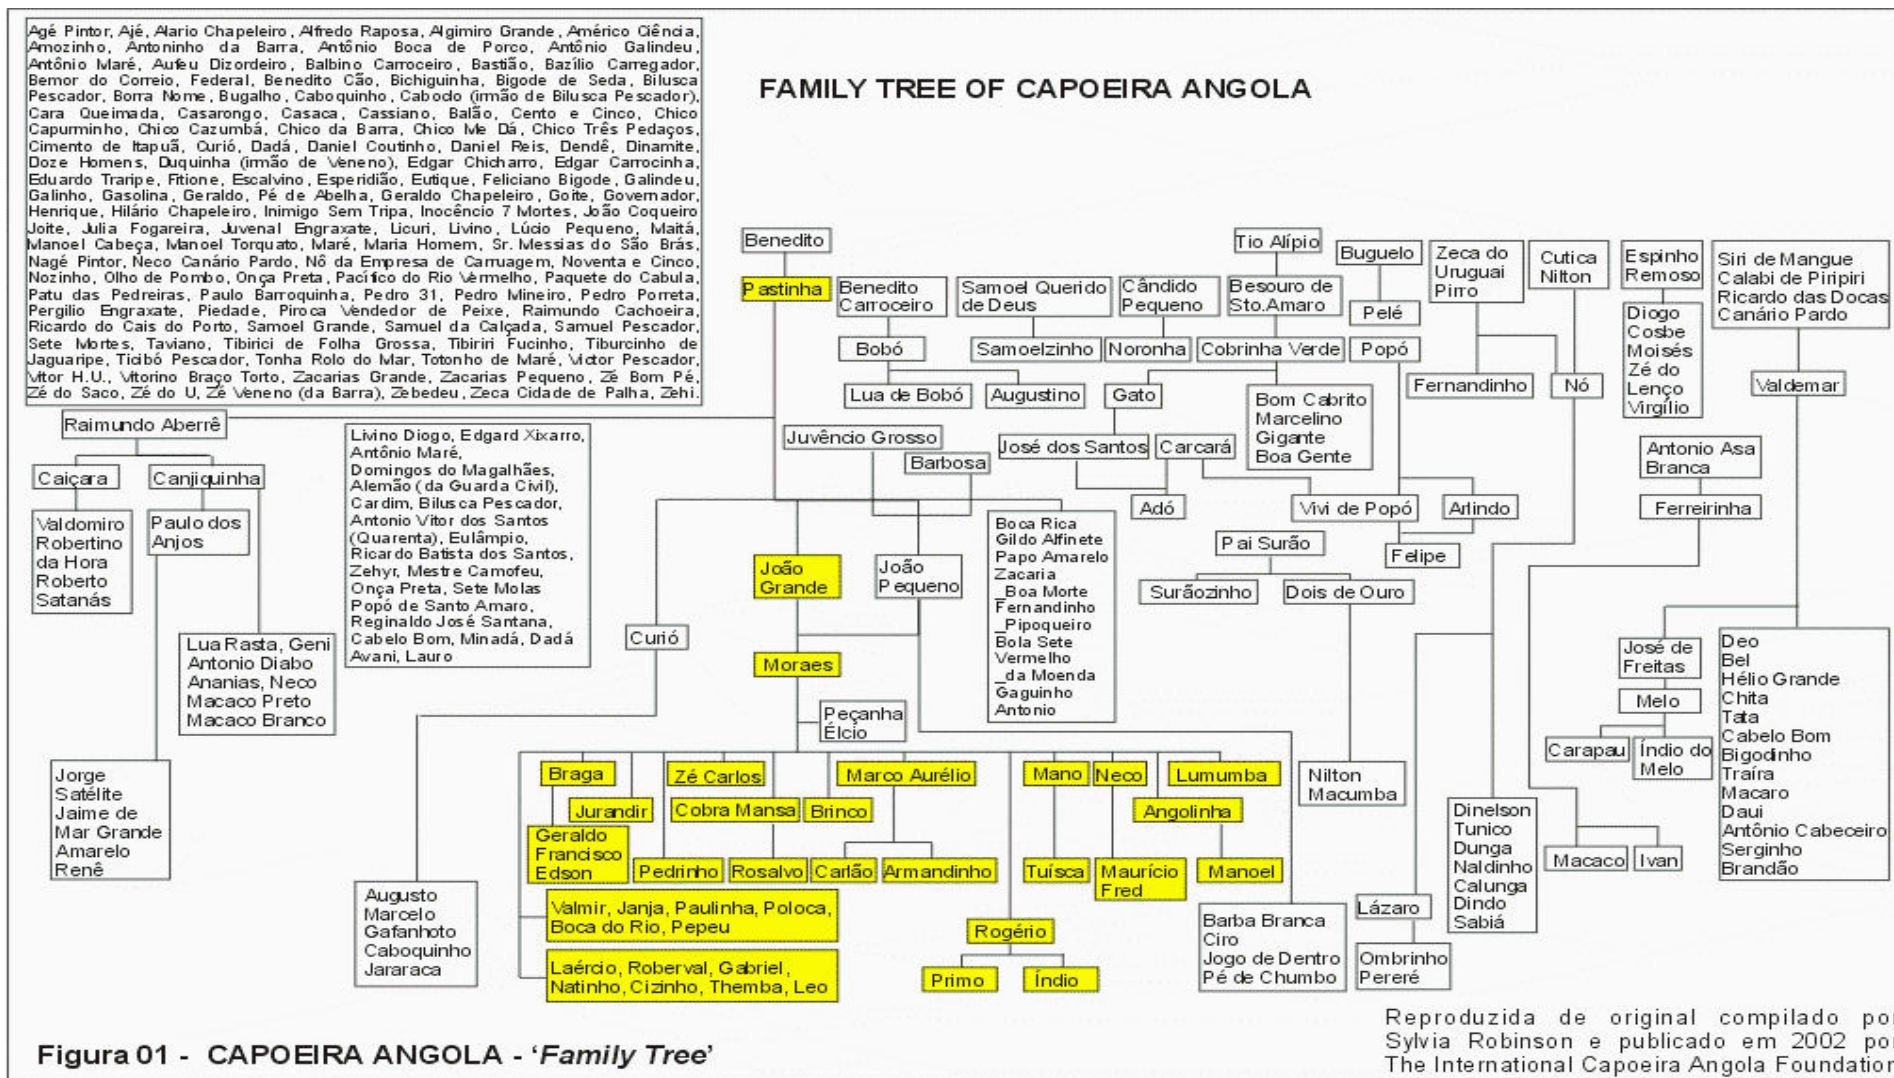 Agé Pintor, Ajé, Alario Chapeleiro, Alfredo Raposa, Algimiro Grande, Américo Ciência,
Amozinho, Antoninho da Barra, Antônio Boca de Porco, Antônio Galindeu,
Antônio Maré, Aufeu Dizordeiro, Balbino Carroceiro, Bastião, Bazílio Carregador,
Bemor do Correio, Federal, Benedito Cão, Bichiguinha, Bigode de Seda, Bilusca
Pescador, Borra Nome, Bugalho, Caboquinho, Cabodo (irmão de Bilusca Pescador),
Cara Queimada, Casarongo, Casaca, Cassiano, Balão, Cento e Cinco, Chico
Capurminho, Chico Cazumbá, Chico da Barra, Chico Me Dá, Chico Três Pedaços,
Cimento de Itapuã, Curió, Dadá, Daniel Coutinho, Daniel Reis, Dendê, Dinamite,
Doze Homens, Duquinha (irmão de Veneno), Edgar Chicharro, Edgar Carrocinha,
Eduardo Traripe, Fitione, Escalvino, Esperidião, Eutique, Feliciano Bigode, Galindeu,
Galinho, Gasolina, Geraldo, Pé de Abelha, Geraldo Chapeleiro, Goite, Governador,
Henrique, Hilário Chapeleiro, Inimigo Sem Tripa, Inocêncio 7 Mortes, João Coqueiro
Joite, Julia Fogareira, Juvenal Engraxate, Licuri, Livino, Lúcio Pequeno, Maitá,
Manoel Cabeça, Manoel Torquato, Maré, Maria Homem, Sr. Messias do São Brás,
Nagé Pintor, Neco Canário Pardo, Nô da Empresa de Carruagem, Noventa e Cinco,
Nozinho, Olho de Pombo, Onça Preta, Pacífico do Rio Vermelho, Paquete do Cabula,
Patu das Pedreiras, Paulo Barroquinha, Pedro 31, Pedro Mineiro, Pedro Porreta,
Pergilio Engraxate, Piedade, Piroca Vendedor de Peixe, Raimundo Cachoeira,
Ricardo do Cais do Porto, Samoel Grande, Samuel da Calçada, Samuel Pescador,
Sete Mortes, Taviano, Tibirici de Folha Grossa, Tibiriri Fucinho, Tiburcinho de
Jaguaripe, Ticibó Pescador, Tonha Rolo do Mar, Totonho de Maré, Victor Pescador,
Vitor H.U., Vitorino Braço Torto, Zacarias Grande, Zacarias Pequeno, Zé Bom Pé,
Zé do Saco, Zé do U, Zé Veneno (da Barra), Zebedeu, Zeca Cidade de Palha, Zehi.
FAMILY TREE OF CAPOEIRA ANGOLA
Benedito
Pastinha
Benedito
Carroceiro
Bobó
Lua de Bobó
Augustino
Samoel Querido
de Deus
Samoelzinho
Cândido
Pequeno
Noronha
Tio Alípio
Besouro de
Sto.Amaro
Cobrinha Verde
Gato
Bom Cabrito
Marcelino
Gigante
Boa Gente
Buguelo
Pelé
Popó
Zeca do
Uruguai
Pirro
Fernandinho
Cutica
Nilton
Nó
Espinho
Remoso
Diogo
Cosbe
Moisés
Zé do
Lenço
Virgílio
Siri de Mangue
Calabi de Piripiri
Ricardo das Docas
Canário Pardo
Valdemar
Raimundo Aberrê
Caiçara
Canjiquinha
Valdomiro
Robertino
da Hora
Roberto
Satanás
Paulo dos
Anjos
Lua Rasta, Geni
Antonio Diabo
Ananias, Neco
Macaco Preto
Macaco Branco
Jorge
Satélite
Jaime de
Mar Grande
Amarelo
Renê
Livino Diogo, Edgard Xixarro,
Antônio Maré,
Domingos do Magalhães,
Alemão (da Guarda Civil),
Cardim, Bilusca Pescador,
Antonio Vitor dos Santos
(Quarenta), Eulâmpio,
Ricardo Batista dos Santos,
Zehyr, Mestre Camofeu,
Onça Preta, Sete Molas
Popó de Santo Amaro,
Reginaldo José Santana,
Cabelo Bom, Minadá, Dadá
Avani, Lauro
Juvêncio Grosso
Barbosa
José dos Santos
Carcará
Adó
Vivi de Popó
Arlindo
Felipe
Antonio Asa
Branca
Ferreirinha
João
Grande
João
Pequeno
Boca Rica
Gildo Alfinete
Papo Amarelo
Zacaria
_Boa Morte
Fernandinho
_Pipoqueiro
Bola Sete
Vermelho
_da Moenda
Gaguinho
Antonio
Pai Surão
Surãozinho
Dois de Ouro
Curió
Moraes
Peçanha
Élcio
José de
Freitas
Melo
Carapau
Índio do
Melo
Deo
Bel
Hélio Grande
Chita
Tata
Cabelo Bom
Bigodinho
Traíra
Macaro
Daui
Antônio Cabeceiro
Serginho
Brandão
Braga
Jurandir
Zé Carlos
Cobra Mansa
Brinco
Marco Aurélio
Mano
Neco
Lumumba
Angolinha
Nilton
Macumba
Geraldo
Francisco
Edson
Pedrinho
Rosalvo
Carlão
Armandinho
Tuísca
Maurício
Fred
Manoel
Dinelson
Tunico
Dunga
Naldinho
Calunga
Dindo
Sabiá
Macaco
Ivan
Augusto
Marcelo
Gafanhoto
Caboquinho
Jararaca
Valmir, Janja, Paulinha, Poloca,
Boca do Rio, Pepeu
Laércio, Roberval, Gabriel,
Natinho, Cizinho, Themba, Leo
Rogério
Primo
Índio
Barba Branca
Ciro
Jogo de Dentro
Pé de Chumbo
Lázaro
Ombrinho
Pereré
Figura 01 - CAPOEIRA ANGOLA - 'Family Tree'
Reproduzida de original compilado por
Sylvia Robinson e publicado em 2002 por
The International Capoeira Angola Foundation